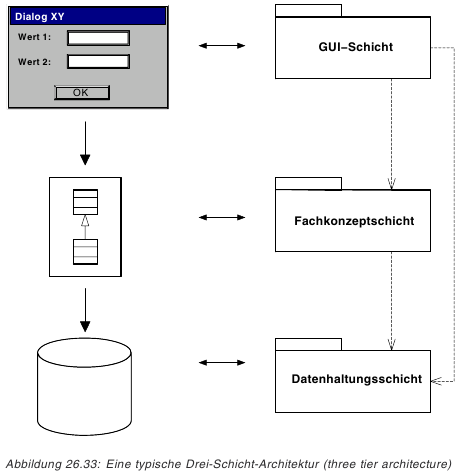 Dialog XY
Wert 1:
Wert 2:
OK
GUI–Schicht
Fachkonzeptschicht
Datenhaltungsschicht
Abbildung 26.33: Eine typische Drei-Schicht-Architektur (three tier architecture)